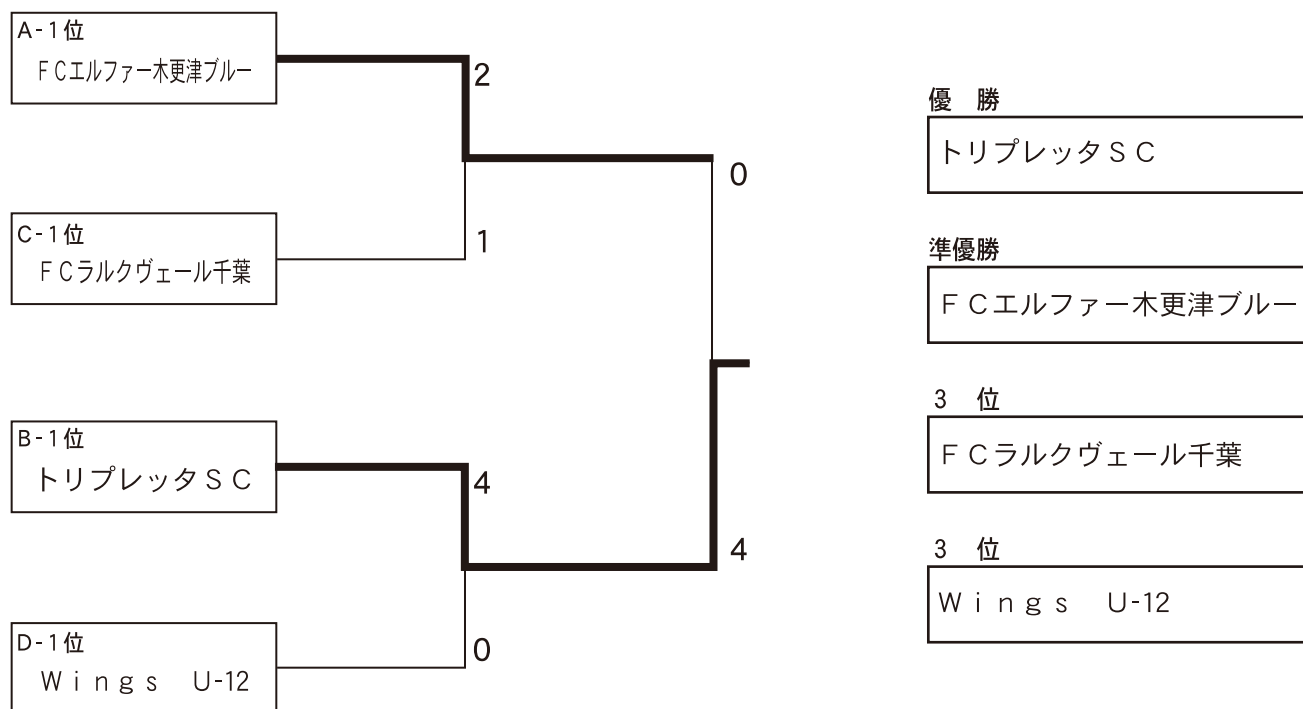 A-1位
ＦＣエルファー木更津ブルー
2
0
C-1位
ＦＣラルクヴェール千葉
1
B-1位
トリプレッタＳＣ
4
4
D-1位
Ｗｉｎｇｓ　U-12
0
優　勝
トリプレッタＳＣ
準優勝
ＦＣエルファー木更津ブルー
3　位
ＦＣラルクヴェール千葉
3　位
Ｗｉｎｇｓ　U-12